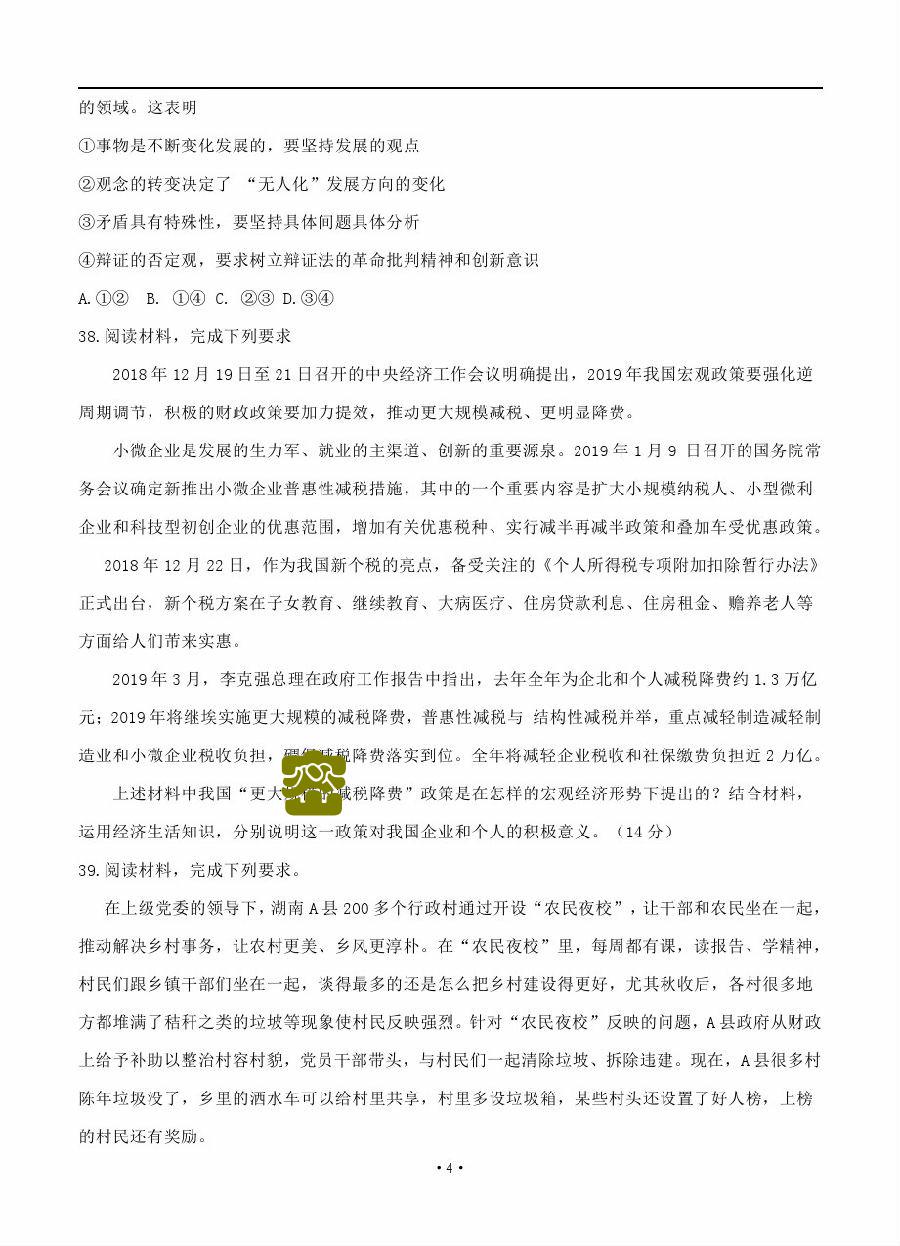 的领域。这表明
①事物是不断变化发展的，要坚持发展的观点
②观念的转变决定了 “无人化”发展方向的变化
③矛盾具有特殊性，要坚持具体间题具体分析
④辩证的否定观，要求树立辩证法的革命批判精神和创新意识
A.①② B. ①④ C. ②③ D.③④
38.阅读材料，完成下列要求
2018年12月19日至21日召开的中央经济工作会议明确提出，2019年我国宏观政策要强化逆
周期调节，积极的财政政策要加力提效，推动更大规模减税、更明显降费。
小微企业是发展的生力军、就业的主渠道、创新的重要源泉。2019年1月9 日召开的国务院常
务会议确定新推出小微企业普惠性减税措施，其中的一个重要内容是扩大小规模纳税人、小型微利
企业和科技型初创企业的优惠范围，增加有关优惠税种、实行减半再减半政策和叠加车受优惠政策。
2018年12月22日，作为我国新个税的亮点，备受关注的《个人所得税专项附加扣除暂行办法》
正式出台，新个税方案在子女教育、继续教育、大病医疗、住房贷款利息、住房租金、赡养老人等
方面给人们带来实惠。
2019年3月，李克强总理在政府工作报告中指出，去年全年为企北和个人减税降费约1.3万亿
元；2019年将继埃实施更大规模的减税降费，普惠性减税与 结构性减税并举，重点减轻制造减轻制
造业和小微企业税收负担，减税降费落实到位。全年将减轻企业税收和社保缴费负担近2万亿。
上述材料中我国“更大减税降费”政策是在怎样的宏观经济形势下提出的？结合材料，
运用经济生活知识，分别说明这一政策对我国企业和个人的积极意义。（14分）
39.阅读材料，完成下列要求。
在上级党委的领导下，湖南A县200多个行政村通过开设“农民夜校”，让干部和农民坐在一起，
推动解决乡村事务，让农村更美、乡风更淳朴。在“农民夜校”里，每周都有课，读报告、学精神，
村民们跟乡镇干部们坐在一起，谈得最多的还是怎么把乡村建设得更好，尤其秋收后，各村很多地
方都堆满了秸秆之类的垃圾等现象使村民反映强烈。针对“农民夜校”反映的问题，A县政府从财政
上给予补助以整治村容村貌，党员干部带头，与村民们一起清除垃圾、拆除违建。现在，A县很多村
陈年垃圾没了，乡里的洒水车可以给村里共享，村里多设垃圾箱，某些村头还设置了好人榜，上榜
的村民还有奖励。
·4·